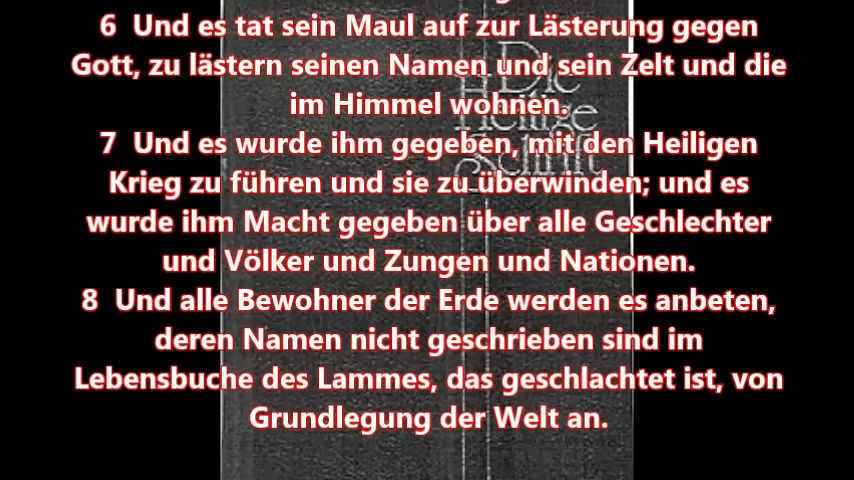 6 Und es tat sein Maul auf zur Lästerung gegen
Gott, zu lästern seinen Namen und sein Zelt und die
im Himmel wohnen.
7 Und es wurde ihm gegeben, mit den Heiligen
Krieg zu führen und sie zu überwinden; und es
wurde ihm Macht gegeben über alle Geschlechter
und Völker und Zungen und Nationen.
8 Und alle Bewohner der Erde werden es anbeten,
deren Namen nicht geschrieben sind im
Lebensbuche des Lammes, das geschlachtet ist, von
Grundlegung der Welt an.
Die
Heilige
Schrift